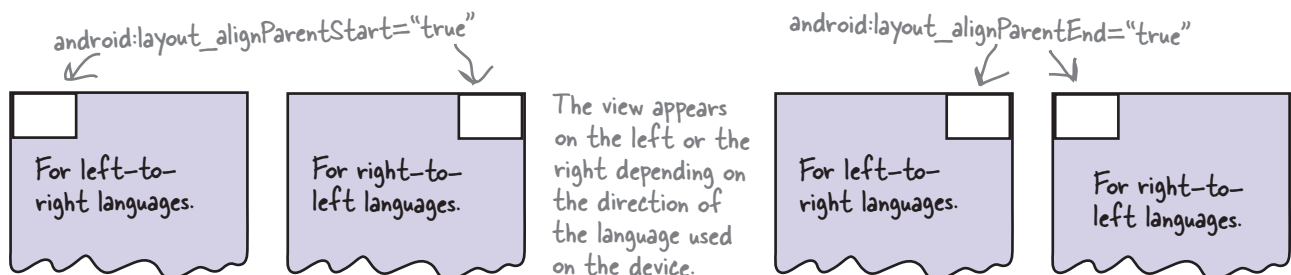 android:layout_alignParentStart="true"
For left-to-
right languages.
For right-to-
left languages.
The view appears
on the left or the
right depending on
the direction of
the language used
on the device.
android:layout_alignParentEnd="true"
For left-to-
right languages.
For right-to-
left languages.